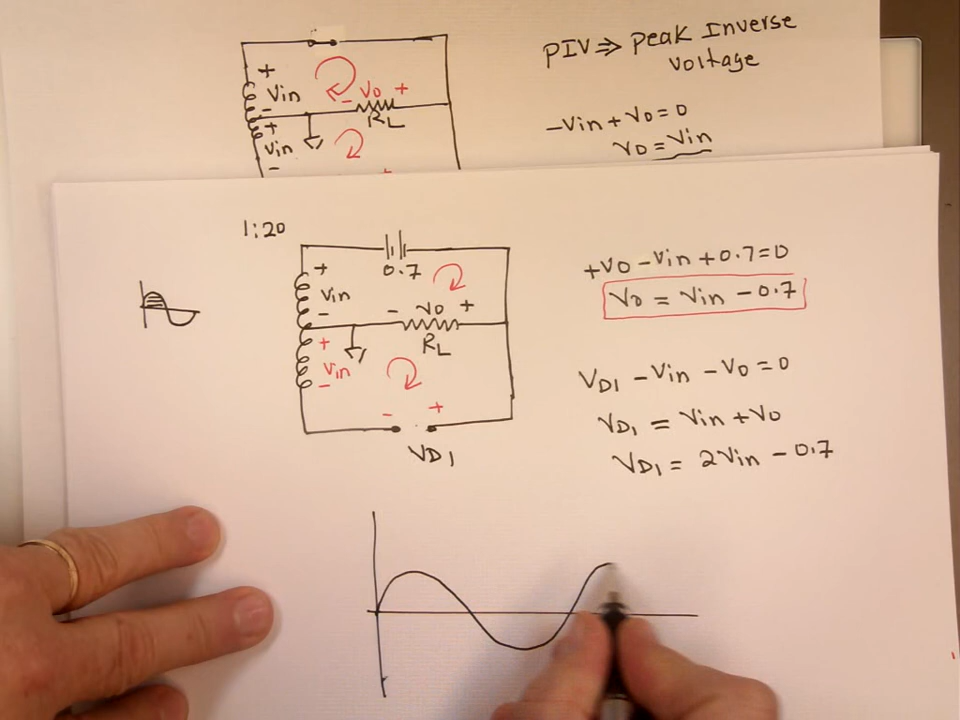 PIV ⇒ Peak Inverse
Voltage
-Vin + VO = 0
VO = Vin
+
Vin
-
+
Vin
-
- VO +
RL
+
1:20
0.7
+
Vin
-
+
Vin
-
- VO +
RL
- +
VD1
+VO - Vin + 0.7 = 0
VO = Vin - 0.7
VD1 - Vin - VO = 0
VD1 = Vin + VO
VD1 = 2Vin - 0.7